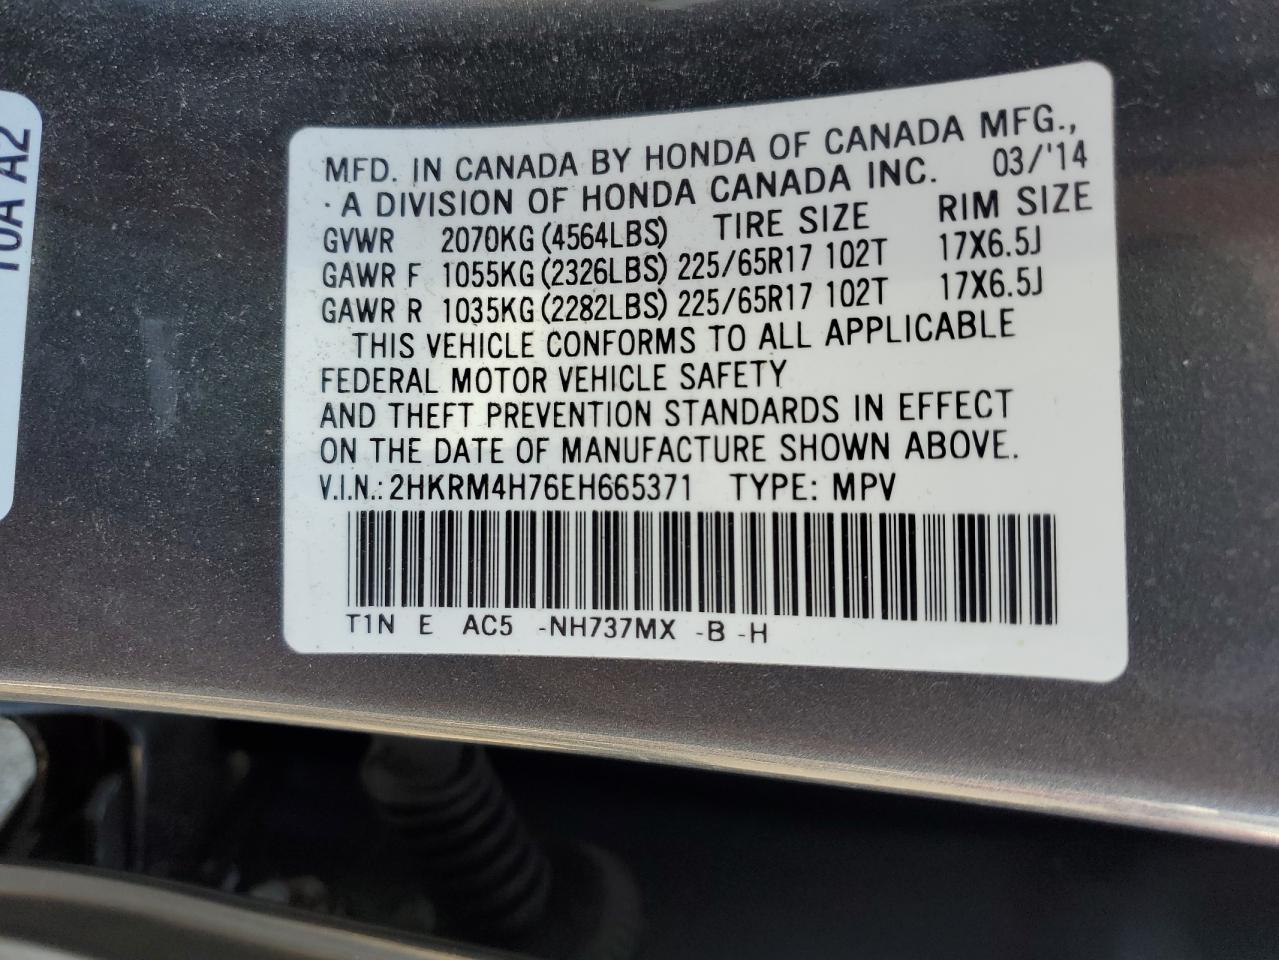 MFD. IN CANADA BY HONDA OF CANADA MFG.,
A DIVISION OF HONDA CANADA INC. 03/'14
GVWR 2070KG (4564LBS) TIRE SIZE RIM SIZE
GAWR F 1055KG (2326LBS) 225/65R17 102T 17X6.5J
GAWR R 1035KG (2282LBS) 225/65R17 102T 17X6.5J
THIS VEHICLE CONFORMS TO ALL APPLICABLE
FEDERAL MOTOR VEHICLE SAFETY
AND THEFT PREVENTION STANDARDS IN EFFECT
ON THE DATE OF MANUFACTURE SHOWN ABOVE.
V.I.N.: 2HKRM4H76EH665371 TYPE: MPV
T1N E AC5 -NH737MX -B -H
A2